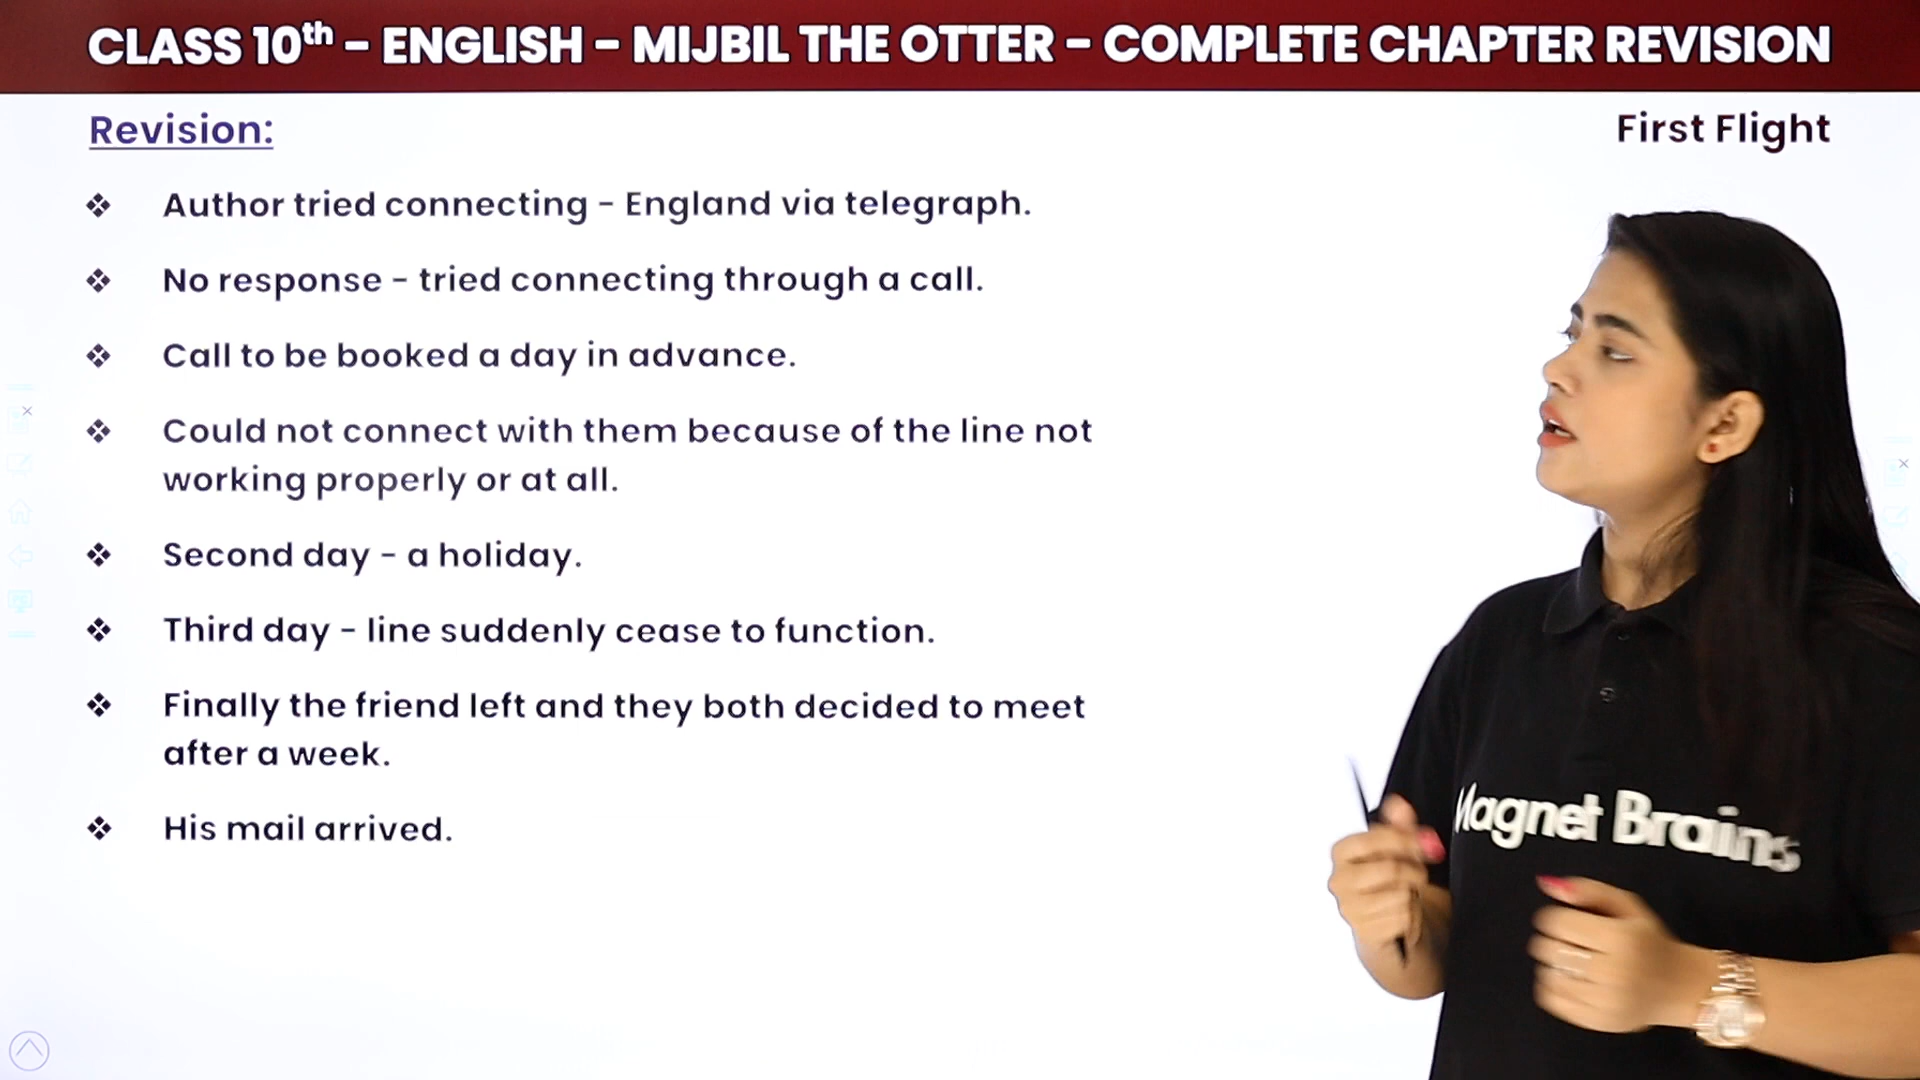 CLASS 10th – ENGLISH – MIJBIL THE OTTER – COMPLETE CHAPTER REVISION
Revision:
First Flight
❖ Author tried connecting – England via telegraph.
❖ No response – tried connecting through a call.
❖ Call to be booked a day in advance.
❖ Could not connect with them because of the line not
working properly or at all.
❖ Second day – a holiday.
❖ Third day – line suddenly cease to function.
❖ Finally the friend left and they both decided to meet
after a week.
❖ His mail arrived.
Magnet Brains